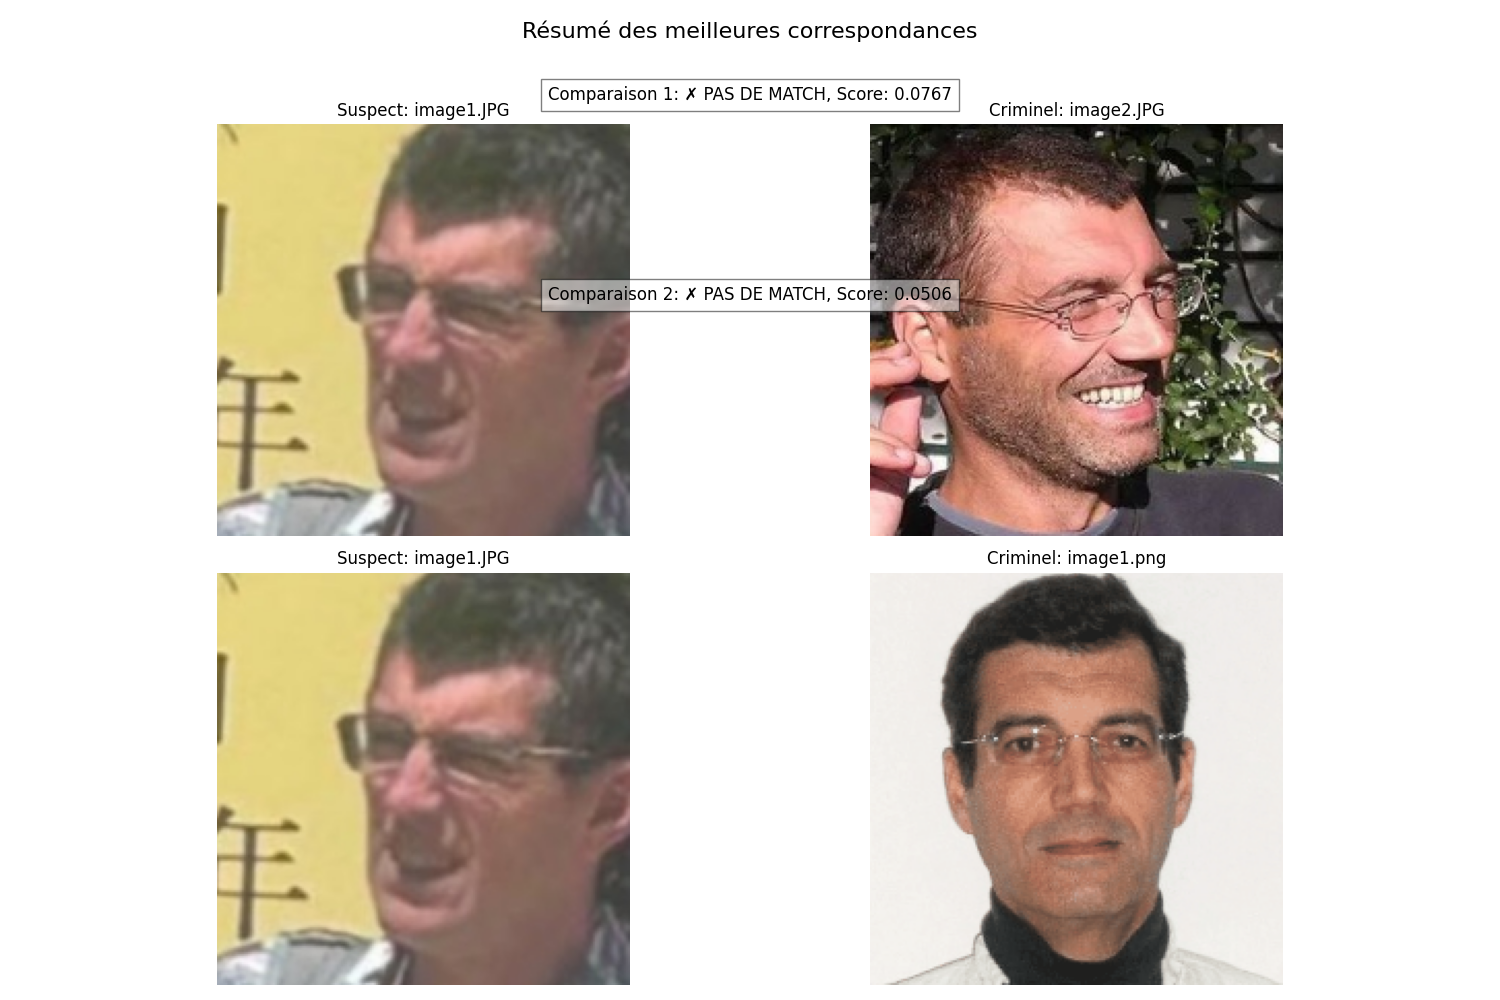 Résumé des meilleures correspondances
Comparaison 1: ✗ PAS DE MATCH, Score: 0.0767
Suspect: image1.JPG
Criminel: image2.JPG
Comparaison 2: ✗ PAS DE MATCH, Score: 0.0506
Suspect: image1.JPG
Criminel: image1.png